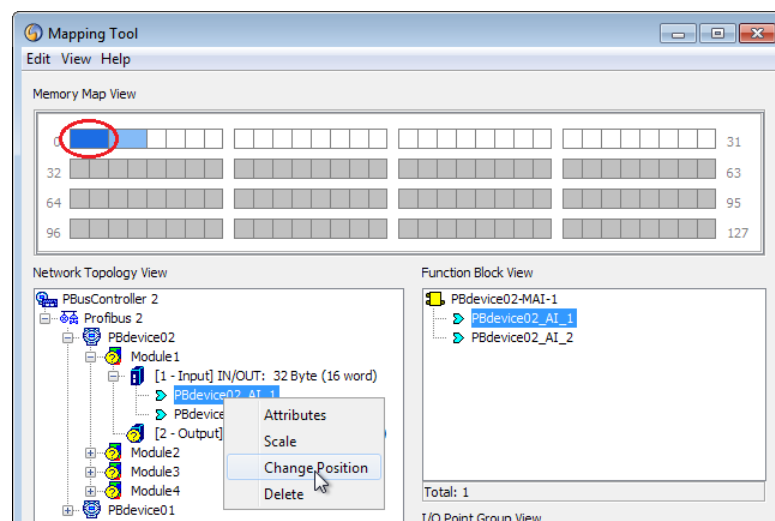 Mapping Tool
Edit View Help
Memory Map View
0 31
32 63
64 95
96 127
Network Topology View
PBusController 2
Profibus 2
PBdevice02
Module1
[1 - Input] IN/OUT: 32 Byte (16 word)
PBdevice02_AI_1
PBdevice
[2 - Output] )
Module2
Module3
Module4
PBdevice01
Attributes
Scale
Change Position
Delete
Function Block View
PBdevice02-MAI-1
PBdevice02_AI_1
PBdevice02_AI_2
Total: 1
I/O Point Group View